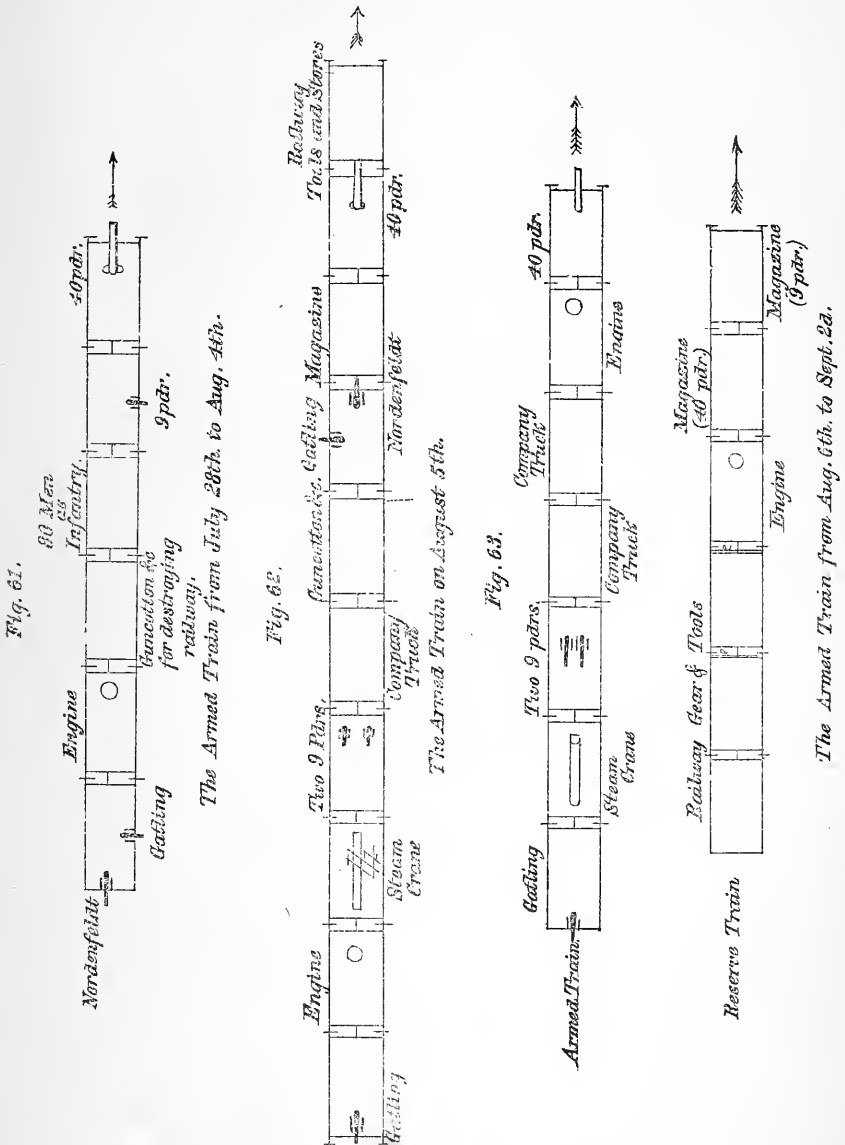 Fig. 61.
Nordenfeldt
Gatling
Engine
Guncotton &c
for destroying
railway.
80 Men
of
Infantry.
9 pdr.
40 pdr.
The Armed Train from July 28th. to Aug. 4th.
Fig. 62.
Gatling
Engine
Steam
Crane
Two 9 Pdrs.
Company
Truck
Guncotton &c.
Gatling
Nordenfeldt
Magazine
40 pdr.
Railway
Tools and Stores
The Armed Train on August 5th.
Fig. 63.
Armed Train
Gatling
Steam
Crane
Two 9 pdrs.
Company
Truck
Company
Truck
Engine
40 pdr.
Reserve Train
Railway Gear & Tools
Engine
Magazine
(40 pdr.)
Magazine
(9 pdr.)
The Armed Train from Aug. 6th. to Sept. 2d.